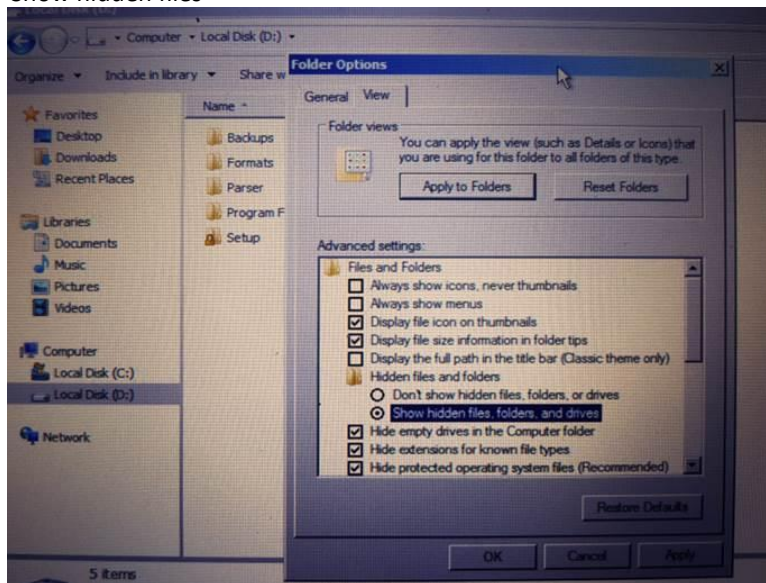 Show hidden files
Computer ▾ Local Disk (D:) ▾
Organize ▾ Include in library ▾ Share w
Favorites
Desktop
Downloads
Recent Places
Libraries
Documents
Music
Pictures
Videos
Computer
Local Disk (C:)
Local Disk (D:)
Network
Name
Backups
Formats
Parser
Program F
Setup
5 items
Folder Options
General View
Folder views
You can apply the view (such as Details or Icons) that
you are using for this folder to all folders of this type.
Apply to Folders Reset Folders
Advanced settings:
Files and Folders
Always show icons, never thumbnails
Always show menus
Display file icon on thumbnails
Display file size information in folder tips
Display the full path in the title bar (Classic theme only)
Hidden files and folders
Don't show hidden files, folders, or drives
Show hidden files, folders, and drives
Hide empty drives in the Computer folder
Hide extensions for known file types
Hide protected operating system files (Recommended)
Restore Defaults
OK Cancel Apply